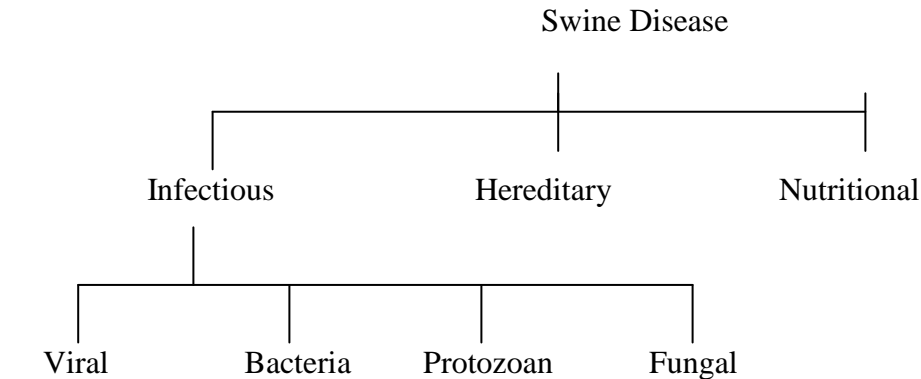 Swine Disease
Infectious Hereditary Nutritional
Viral Bacteria Protozoan Fungal